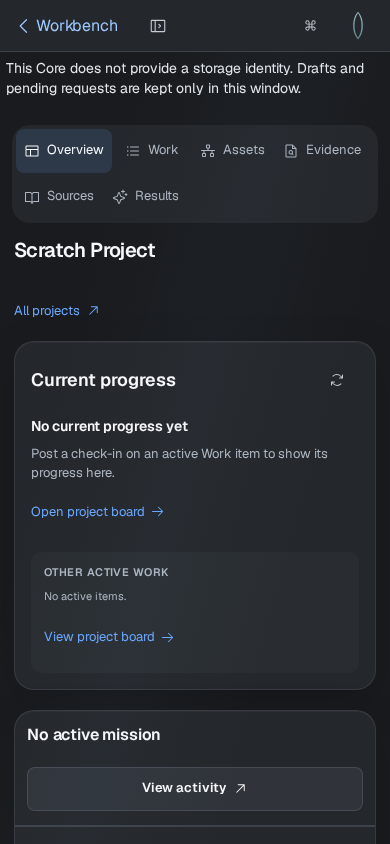 Workbench
⌘
This Core does not provide a storage identity. Drafts and
pending requests are kept only in this window.
Overview Work Assets Evidence
Sources Results
Scratch Project
All projects
Current progress
No current progress yet
Post a check-in on an active Work item to show its
progress here.
Open project board
OTHER ACTIVE WORK
No active items.
View project board
No active mission
View activity